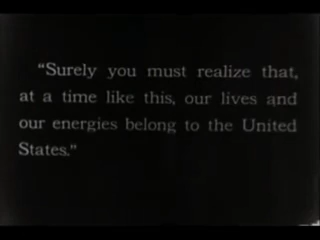 “Surely you must realize that,
at a time like this, our lives and
our energies belong to the United
States.”